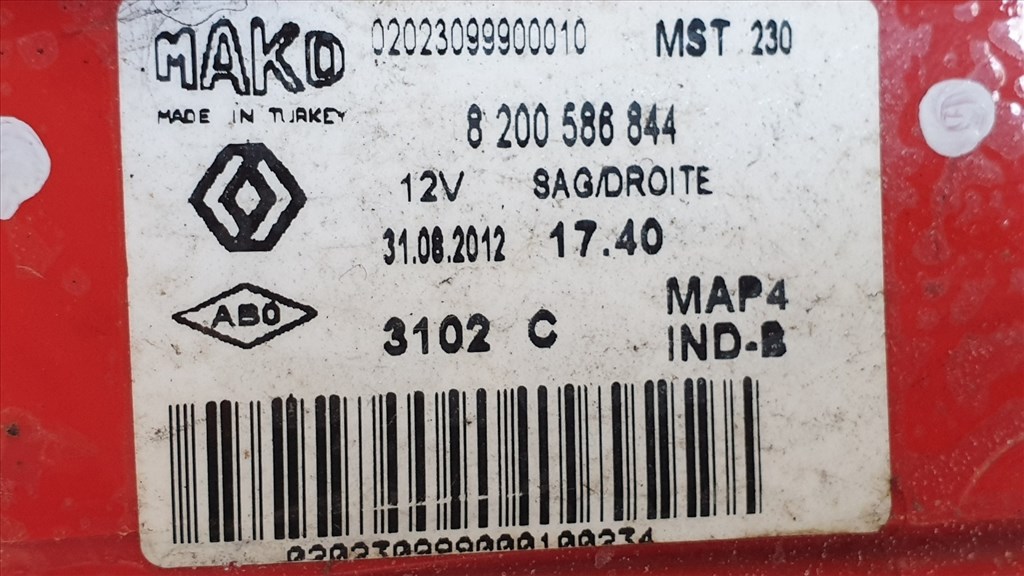 MAKO 02023099900010 MST 230
MADE IN TURKEY
8 200 586 844
12V SAG/DROITE
31.08.2012 17.40
ABO
3102 C
MAP4
IND-B
020230999000100234